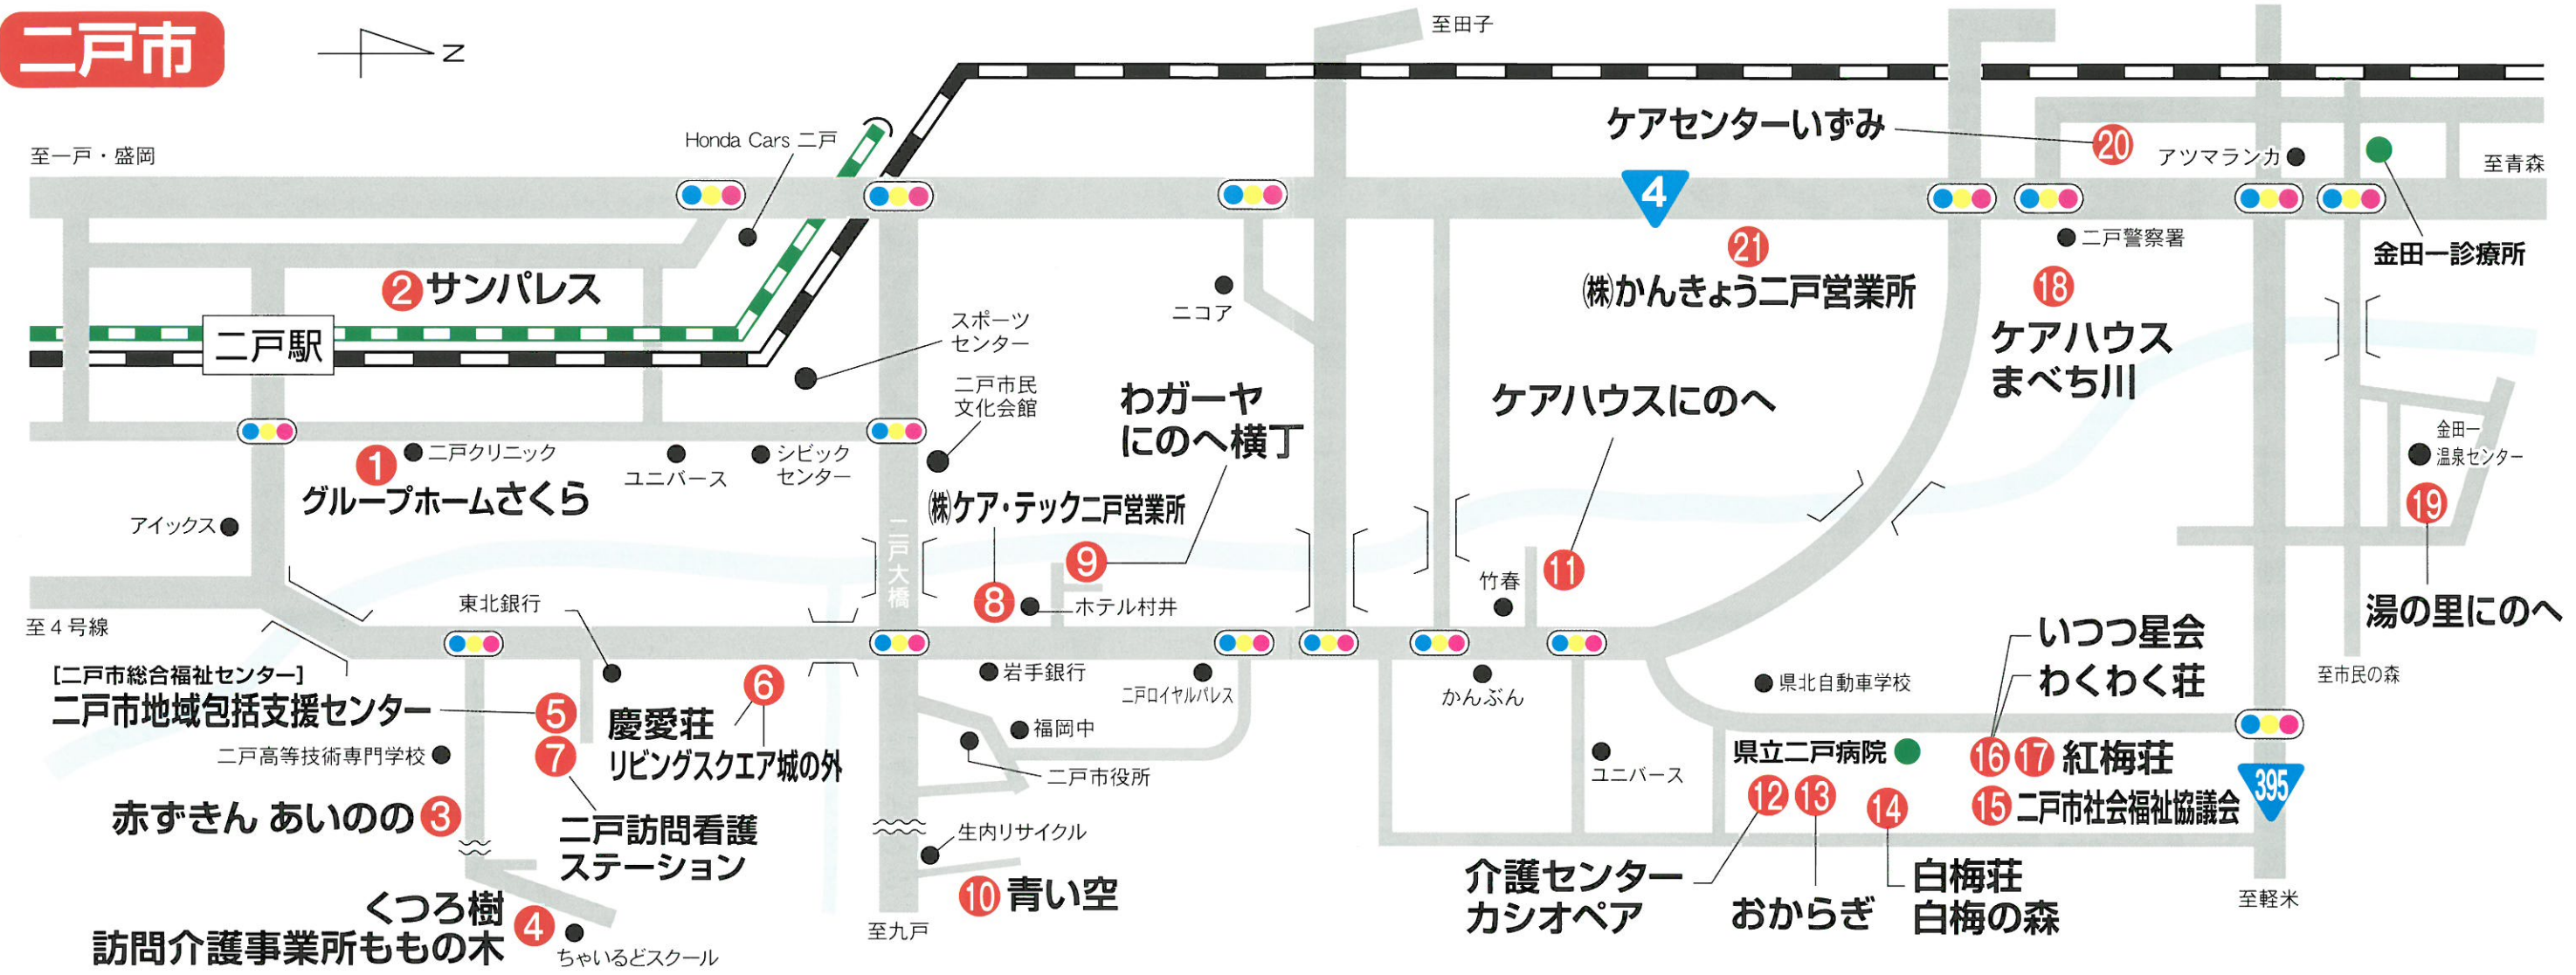 二戸市
N
至田子
Honda Cars 二戸
至一戸・盛岡
ケアセンターいずみ
20
アツマランカ
至青森
4
2 サンパレス
二戸駅
スポーツ
センター
ニコア
21
㈱かんきょう二戸営業所
二戸警察署
18
ケアハウス
まべち川
金田一診療所
二戸市民
文化会館
わガーヤ
にのへ横丁
ケアハウスにのへ
1
二戸クリニック
グループホームさくら
ユニバース
シビック
センター
㈱ケア・テック二戸営業所
金田一
温泉センター
19
アイックス
二戸大橋
9
8
ホテル村井
竹春
11
湯の里にのへ
至４号線
東北銀行
[二戸市総合福祉センター]
二戸市地域包括支援センター
5
7
6
慶愛荘
リビングスクエア城の外
岩手銀行
二戸ロイヤルパレス
福岡中
二戸市役所
かんぶん
県北自動車学校
いつつ星会
わくわく荘
至市民の森
二戸高等技術専門学校
ユニバース
県立二戸病院
16 17 紅梅荘
15 二戸市社会福祉協議会
395
12 13 14
赤ずきん あいのの 3
二戸訪問看護
ステーション
生内リサイクル
10 青い空
至九戸
介護センター
カシオペア
おからぎ
白梅荘
白梅の森
至軽米
くつろ樹
訪問介護事業所ももの木
4
ちゃいるどスクール